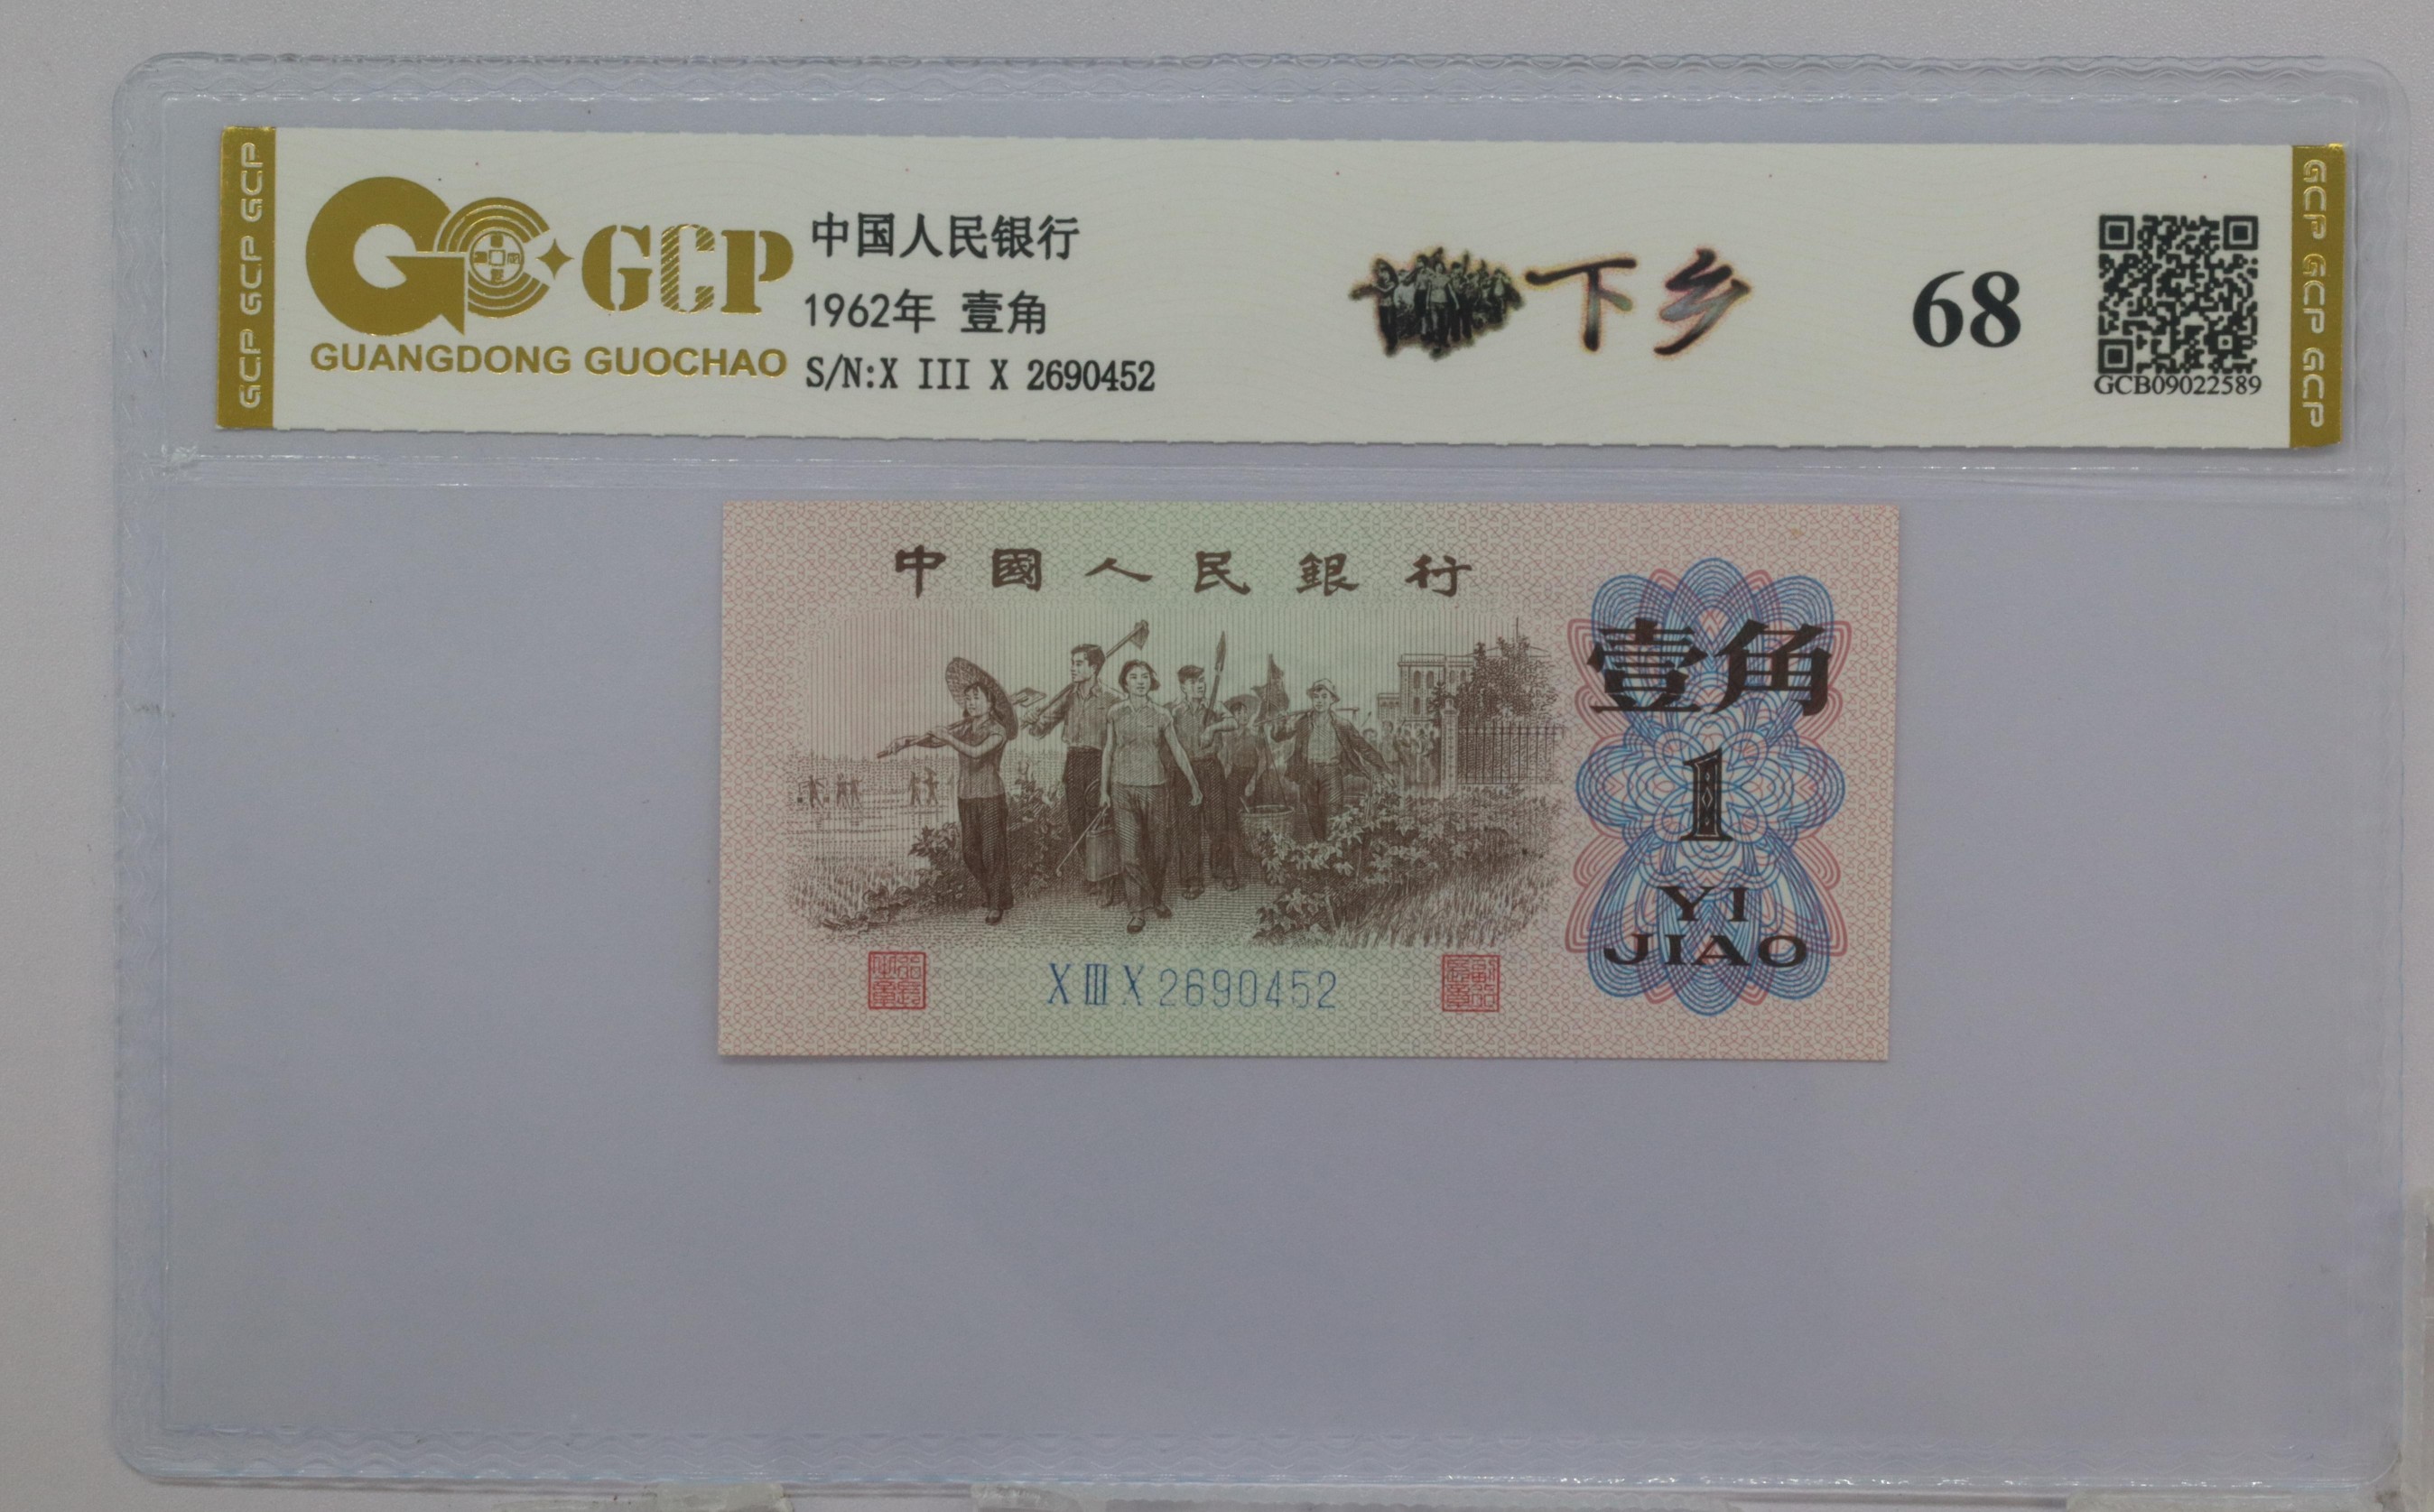 GCP GCP GCP
GCP
GUANGDONG GUOCHAO
中国人民银行
1962年 壹角
S/N:X III X 2690452
下乡
68
GCB09022589
GCP GCP GCP
中國人民銀行
壹角
1
YI
JIAO
X III X 2690452